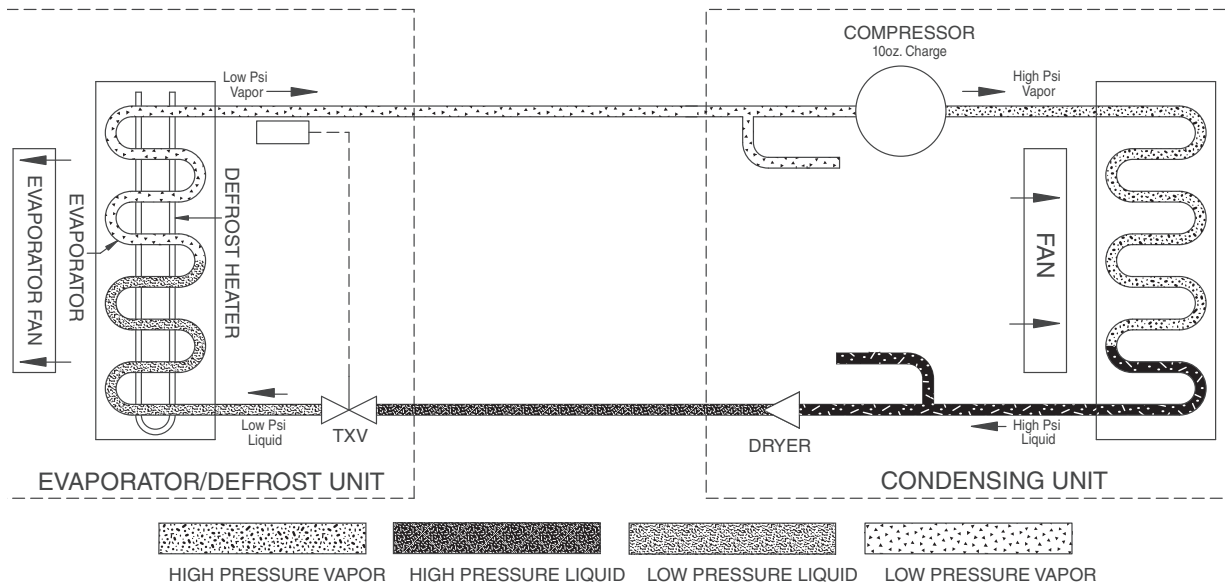 COMPRESSOR
10oz. Charge
Low Psi
Vapor
High Psi
Vapor
EVAPORATOR FAN
EVAPORATOR
DEFROST HEATER
FAN
Low Psi
Liquid
TXV
DRYER
High Psi
Liquid
EVAPORATOR/DEFROST UNIT
CONDENSING UNIT
HIGH PRESSURE VAPOR
HIGH PRESSURE LIQUID
LOW PRESSURE LIQUID
LOW PRESSURE VAPOR